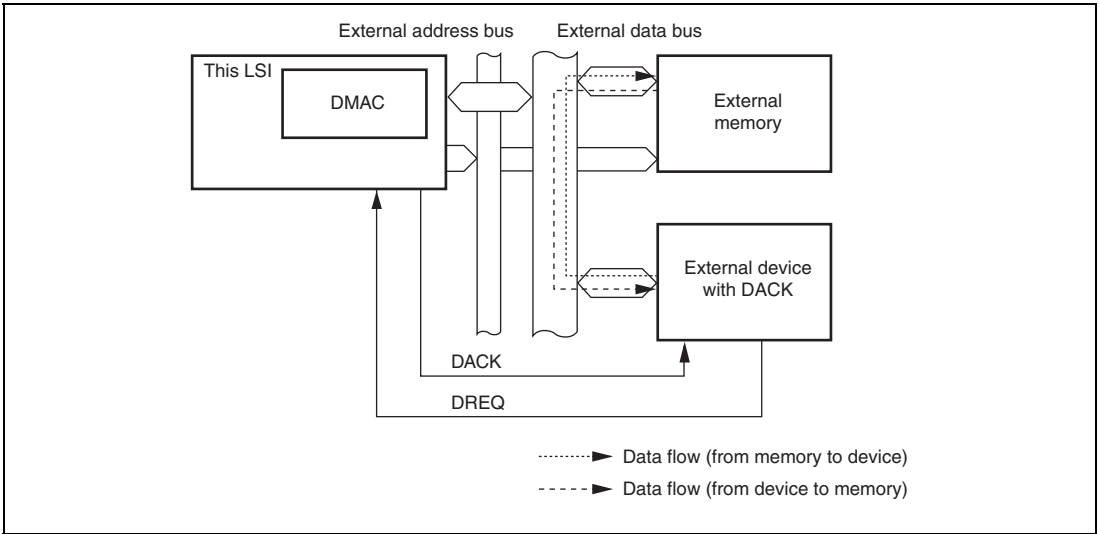 External address bus
External data bus
This LSI
DMAC
External
memory
External device
with DACK
DACK
DREQ
Data flow (from memory to device)
Data flow (from device to memory)